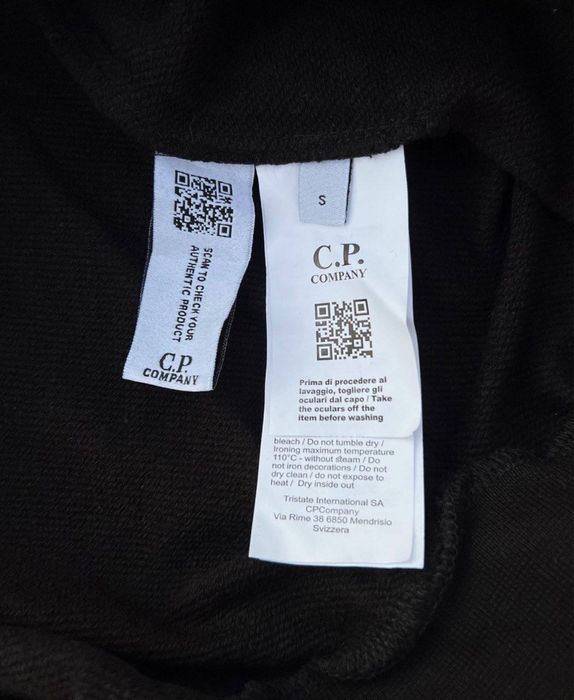 SCAN TO CHECK YOUR
AUTHENTIC PRODUCT
C.P.
COMPANY
S
C.P.
COMPANY
Prima di procedere al
lavaggio, togliere gli
oculari dal capo / Take
the oculars off the
item before washing
bleach / Do not tumble dry /
Ironing maximum temperature
110°C - without steam / Do
not iron decorations / Do not
dry clean / do not expose to
heat / Dry inside out
Tristate International SA
CPCompany
Via Rime 38 6850 Mendrisio
Svizzera